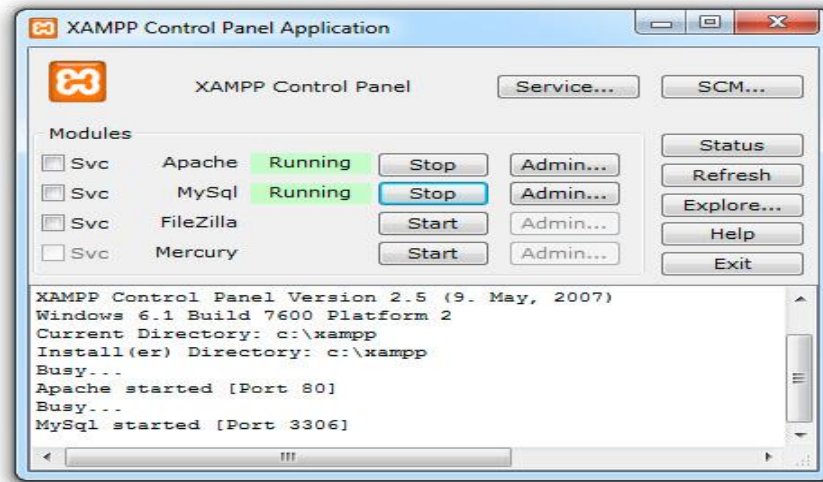 XAMPP Control Panel Application
XAMPP Control Panel Service... SCM...
Modules
Svc Apache Running Stop Admin...
Svc MySql Running Stop Admin...
Svc FileZilla Start Admin...
Svc Mercury Start Admin...
Status
Refresh
Explore...
Help
Exit
XAMPP Control Panel Version 2.5 (9. May, 2007)
Windows 6.1 Build 7600 Platform 2
Current Directory: c:\xampp
Install(er) Directory: c:\xampp
Busy...
Apache started [Port 80]
Busy...
MySql started [Port 3306]